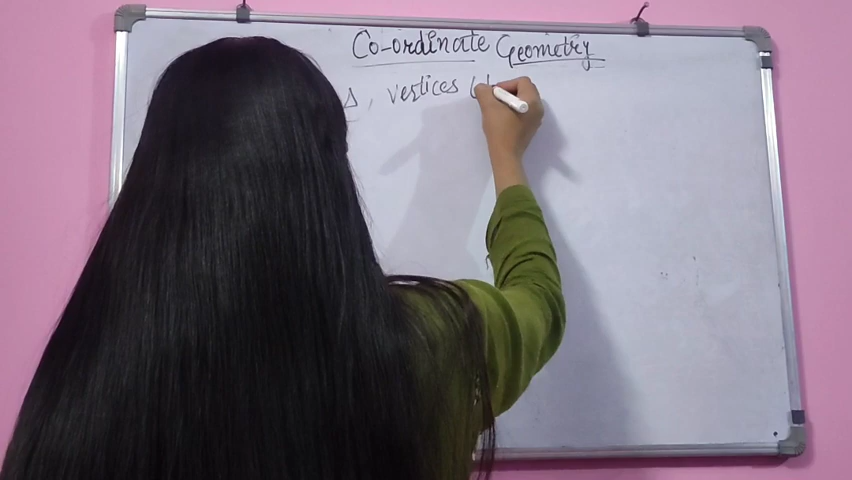 Co-ordinate Geometry
Δ, vertices (